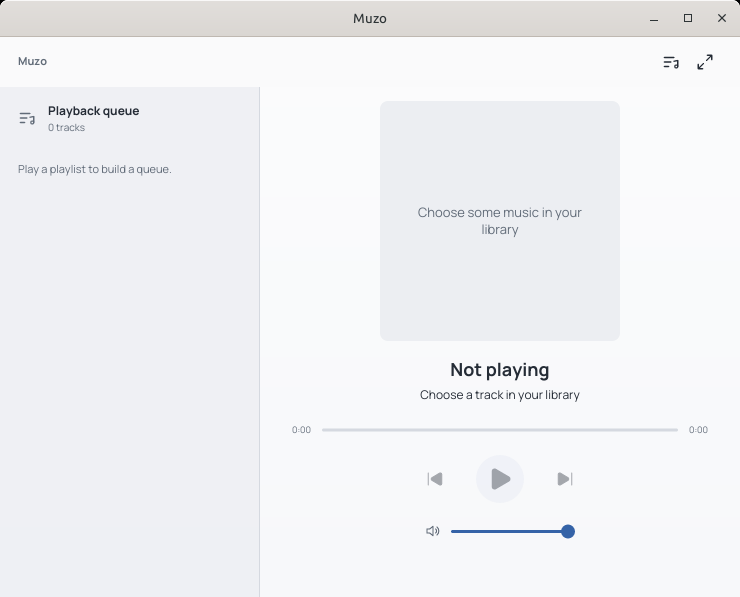 Muzo
Muzo
Playback queue
0 tracks
Play a playlist to build a queue.
Choose some music in your
library
Not playing
Choose a track in your library
0:00
0:00